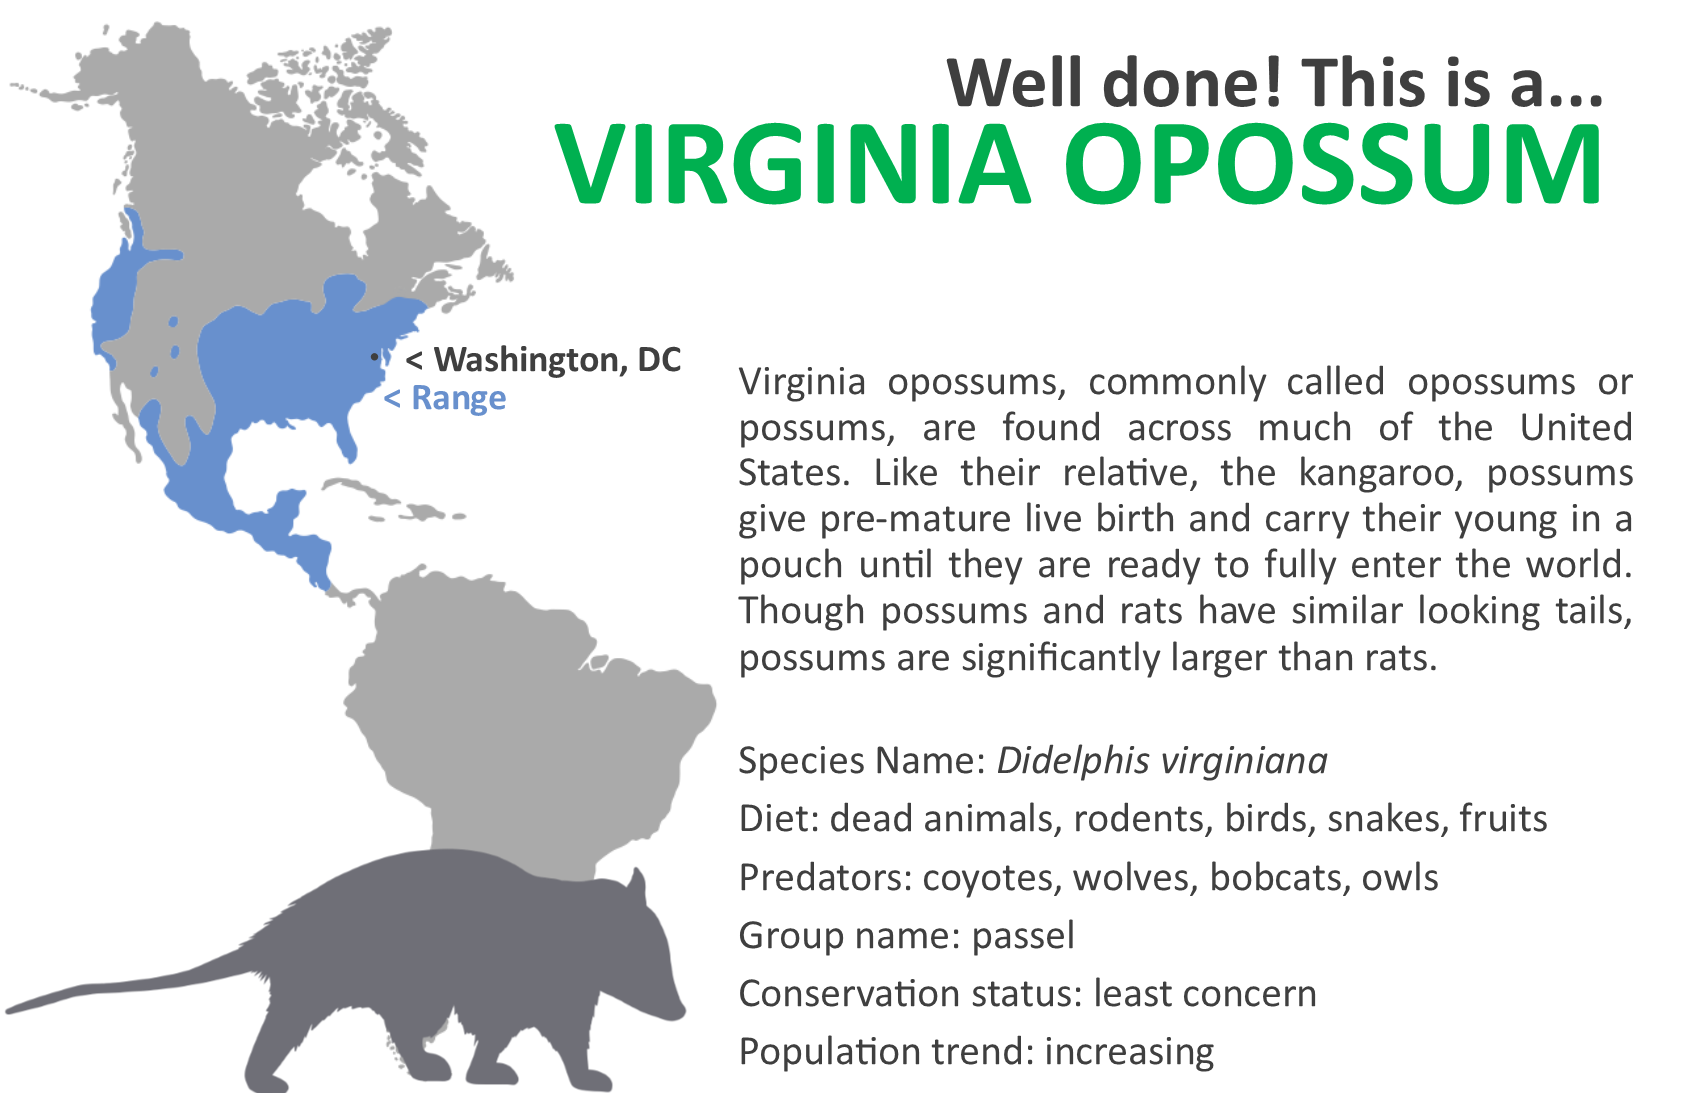 Well done! This is a...
VIRGINIA OPOSSUM
< Washington, DC
< Range
Virginia opossums, commonly called opossums or
possums, are found across much of the United
States. Like their relative, the kangaroo, possums
give pre-mature live birth and carry their young in a
pouch until they are ready to fully enter the world.
Though possums and rats have similar looking tails,
possums are significantly larger than rats.
Species Name: Didelphis virginiana
Diet: dead animals, rodents, birds, snakes, fruits
Predators: coyotes, wolves, bobcats, owls
Group name: passel
Conservation status: least concern
Population trend: increasing